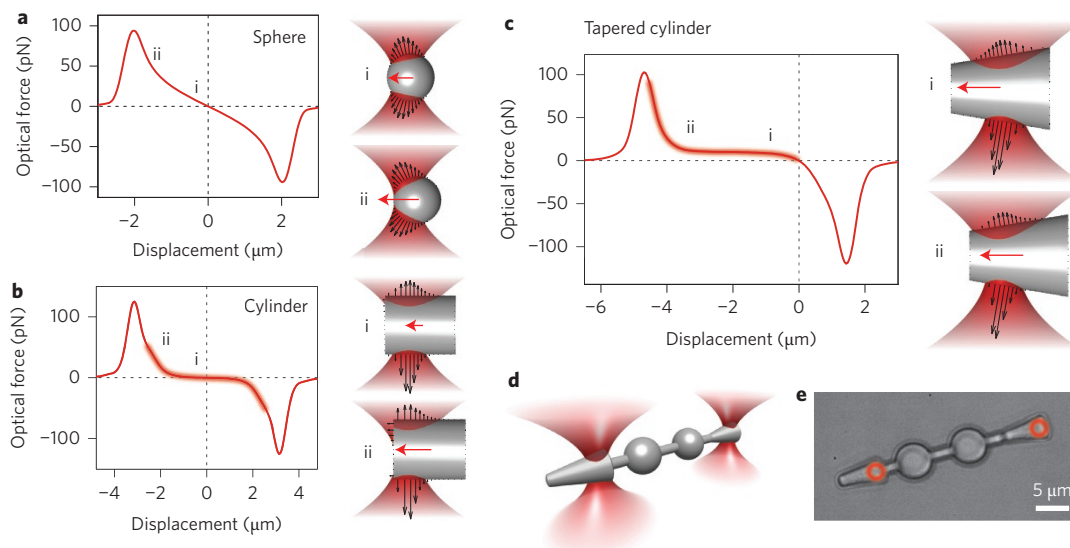 a
Sphere
Optical force (pN)
100
50
0
−50
−100
ii
i
−2
0
2
Displacement (μm)
i
ii
b
Cylinder
Optical force (pN)
100
0
−100
ii
i
−4
−2
0
2
4
Displacement (μm)
i
ii
c
Tapered cylinder
Optical force (pN)
100
50
0
−50
−100
ii
i
−6
−4
−2
0
2
Displacement (μm)
i
ii
d
e
5 μm